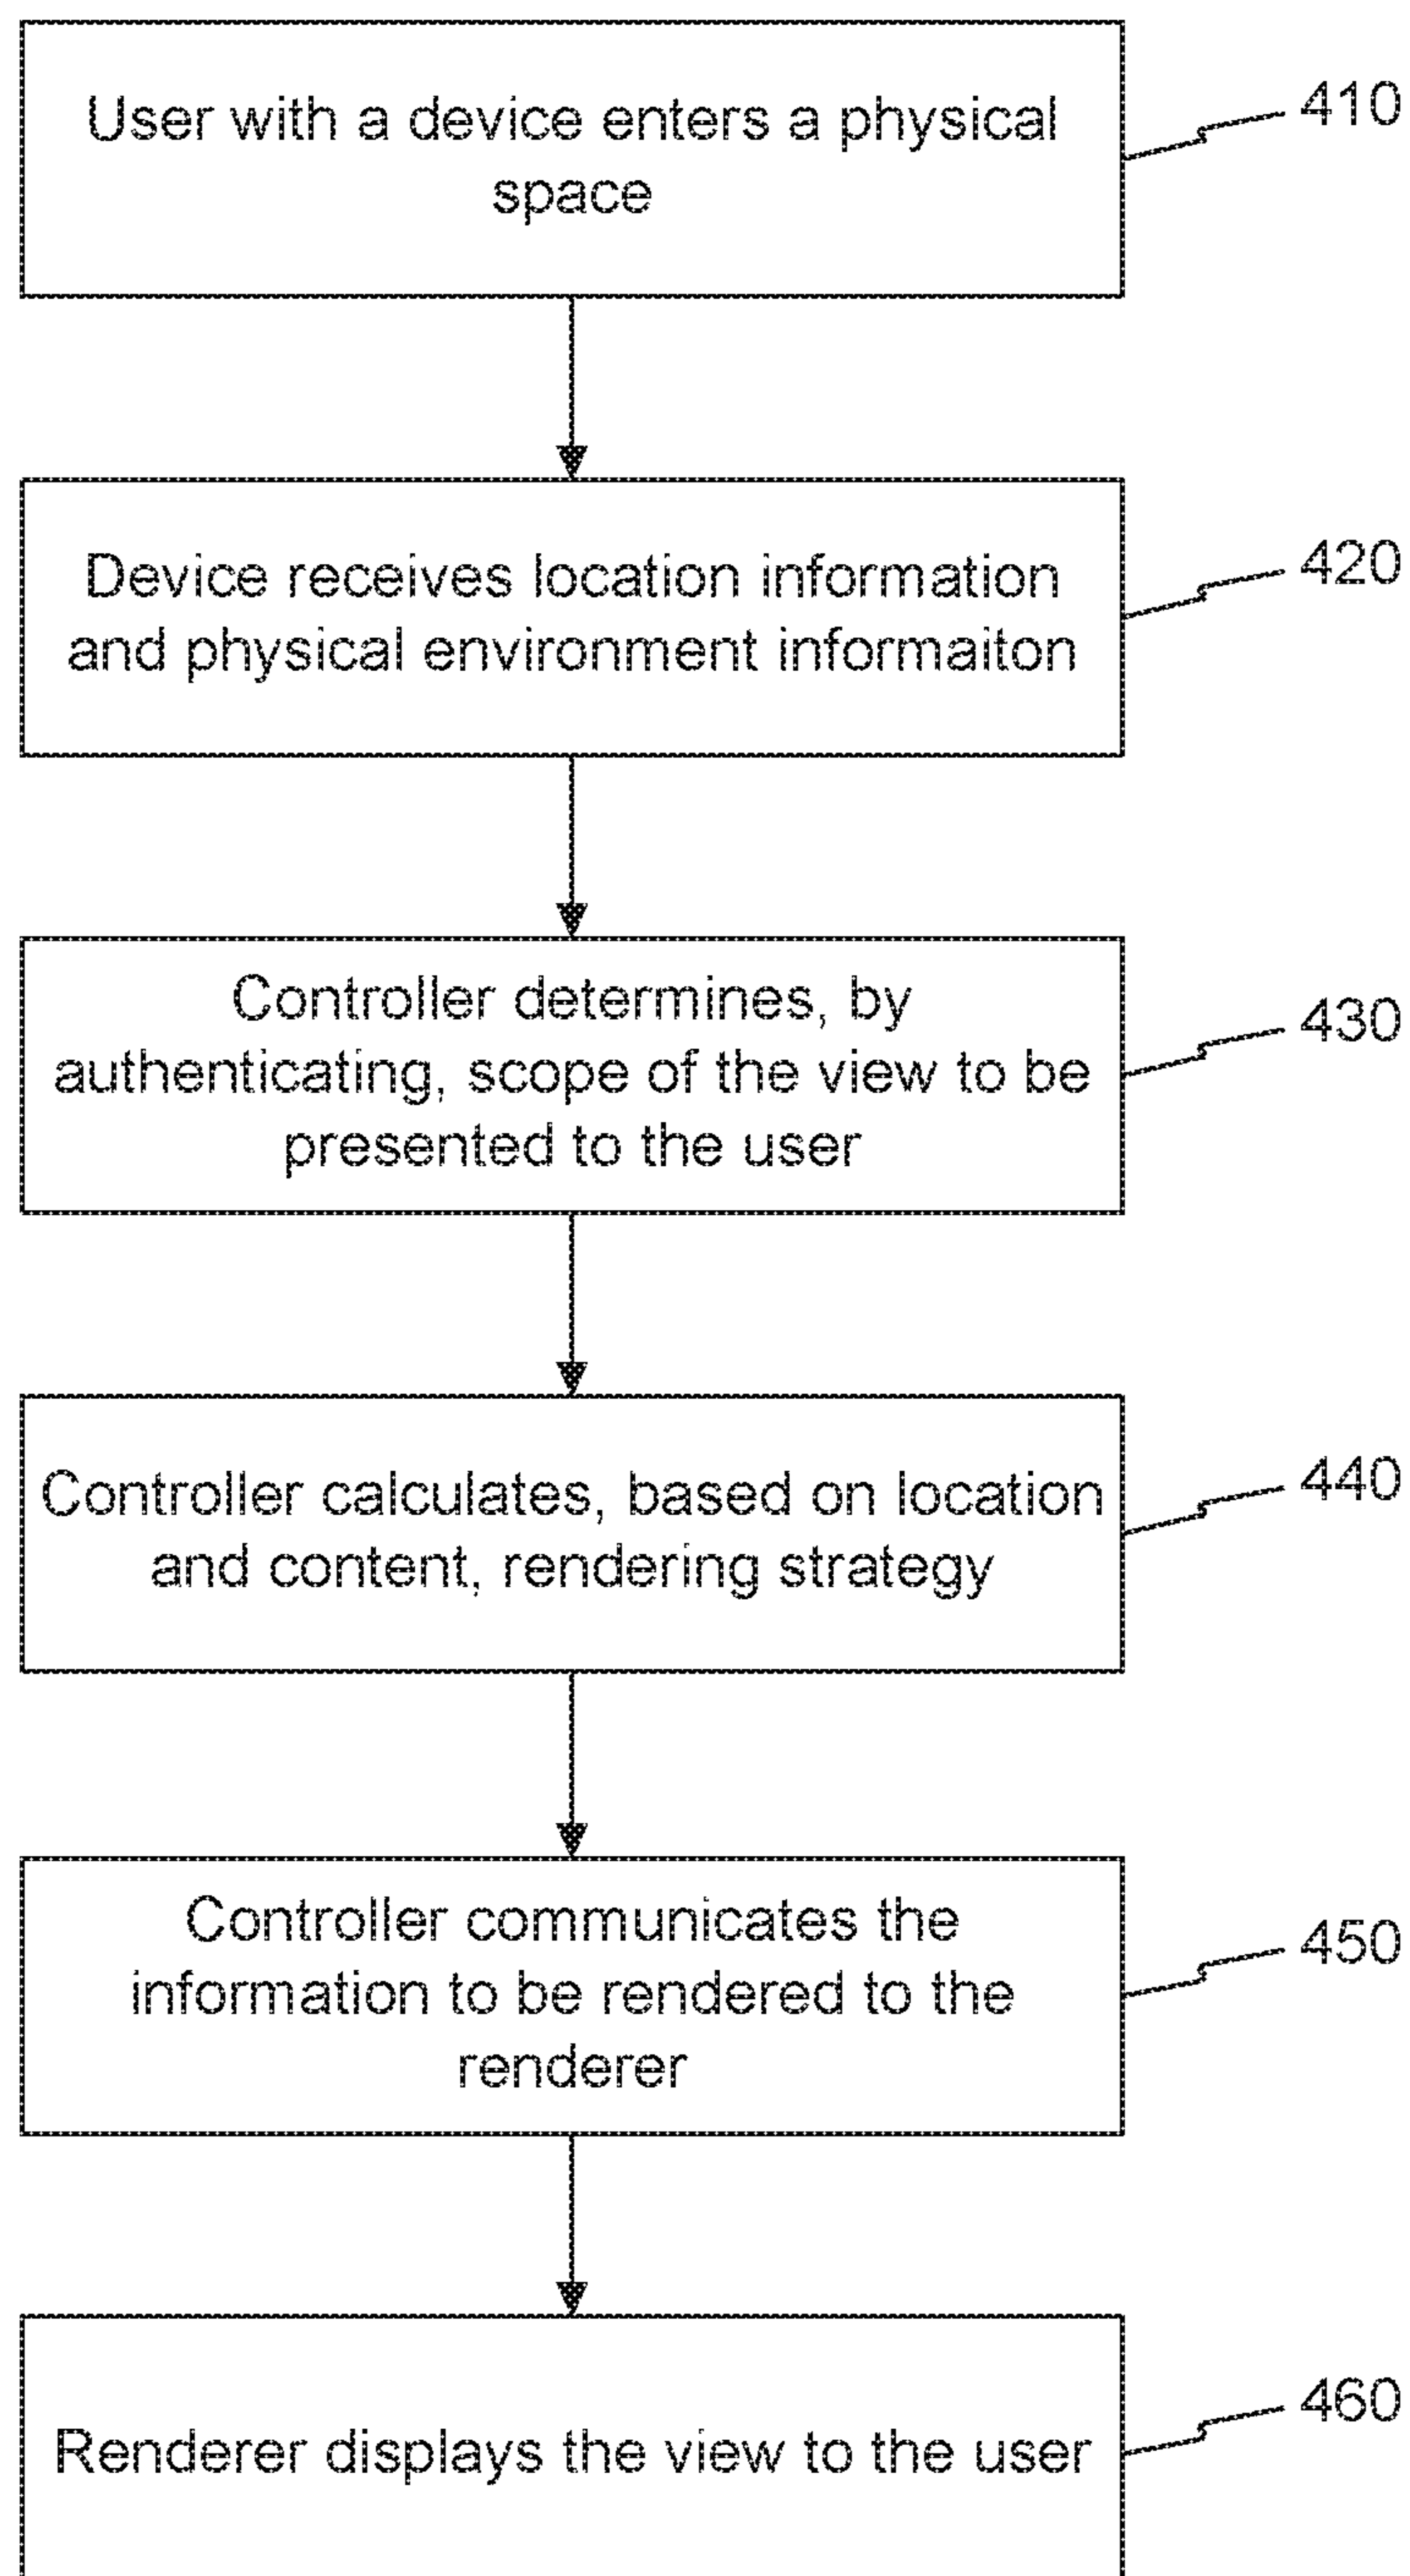 User with a device enters a physical
space
410
Device receives location information
and physical environment informaiton
420
Controller determines, by
authenticating, scope of the view to be
presented to the user
430
Controller calculates, based on location
and content, rendering strategy
440
Controller communicates the
information to be rendered to the
renderer
450
Renderer displays the view to the user
460